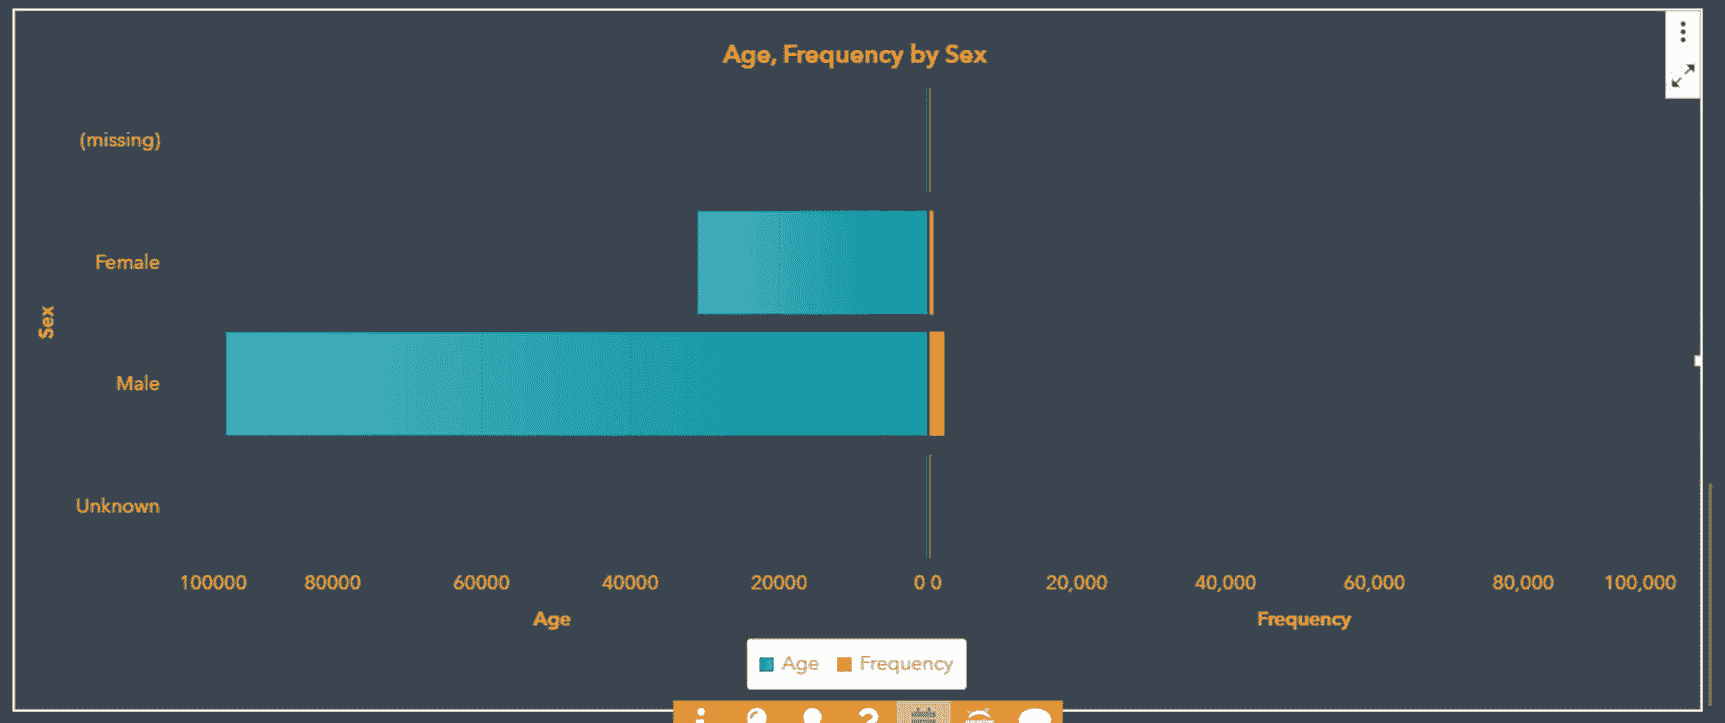 Age, Frequency by Sex
(missing)
Female
Sex
Male
Unknown
100000 80000 60000 40000 20000 0 0 20,000 40,000 60,000 80,000 100,000
Age Frequency
Age Frequency